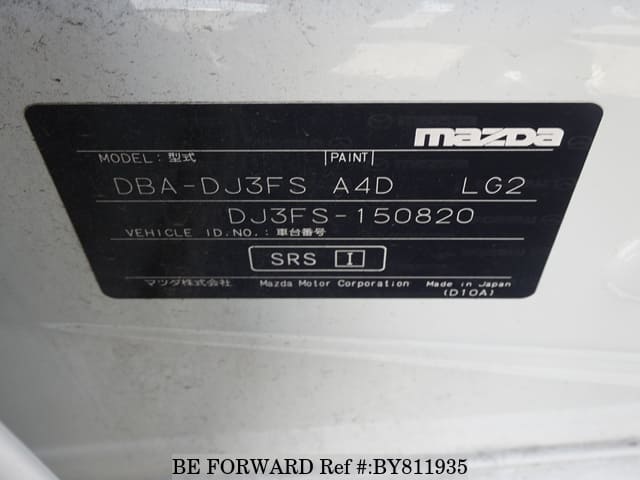 mazda
MODEL: 型式 PAINT
DBA-DJ3FS A4D LG2
DJ3FS-150820
VEHICLE ID.NO.: 車台番号
SRS I
マツダ株式会社 Mazda Motor Corporation Made in Japan
(D10A)
BE FORWARD Ref #:BY811935